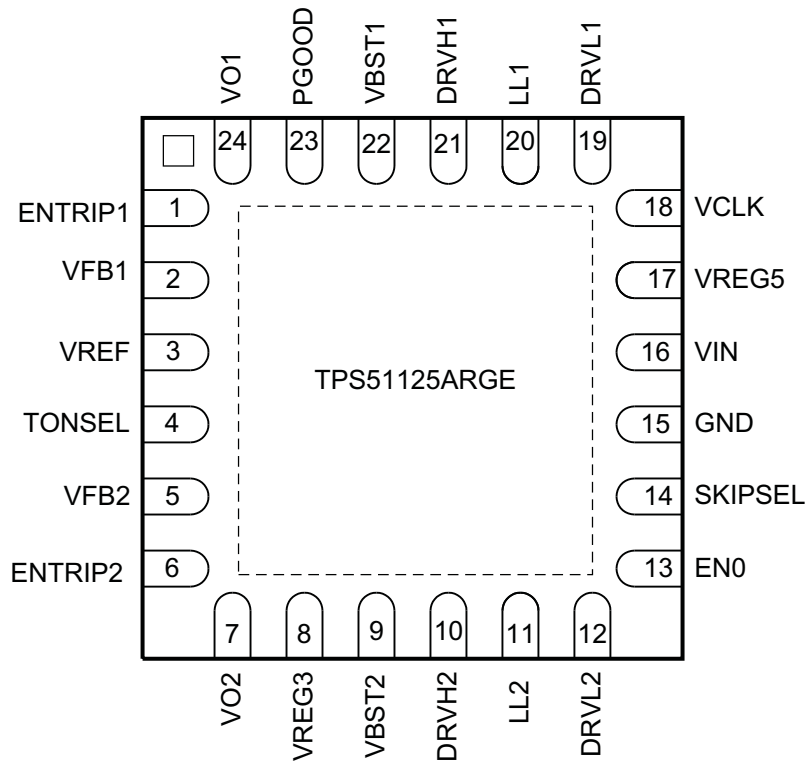 VO1
PGOOD
VBST1
DRVH1
LL1
DRVL1
24
23
22
21
20
19
ENTRIP1
1
18
VCLK
VFB1
2
17
VREG5
VREF
3
16
VIN
TPS51125ARGE
TONSEL
4
15
GND
VFB2
5
14
SKIPSEL
ENTRIP2
6
13
EN0
7
8
9
10
11
12
VO2
VREG3
VBST2
DRVH2
LL2
DRVL2